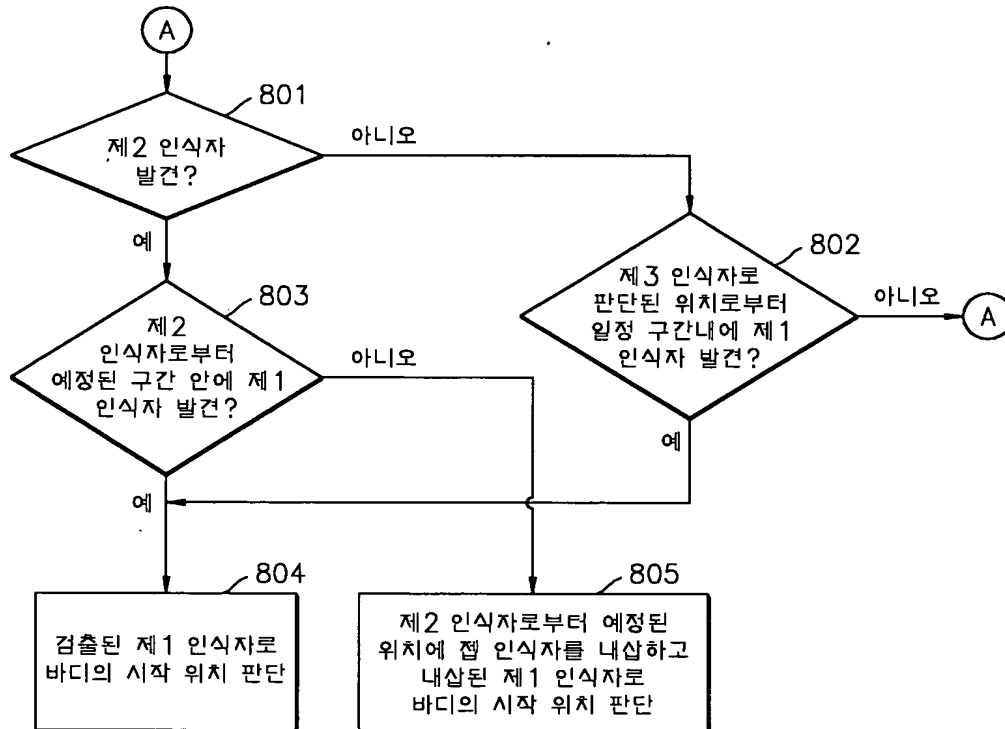 A
801
제2 인식자
발견?
아니오
예
802
제3 인식자로
판단된 위치로부터
일정 구간내에 제1
인식자 발견?
아니오
A
예
803
제2
인식자로부터
예정된 구간 안에 제1
인식자 발견?
아니오
예
804
검출된 제1 인식자로
바디의 시작 위치 판단
805
제2 인식자로부터 예정된
위치에 젭 인식자를 내삽하고
내삽된 제1 인식자로
바디의 시작 위치 판단